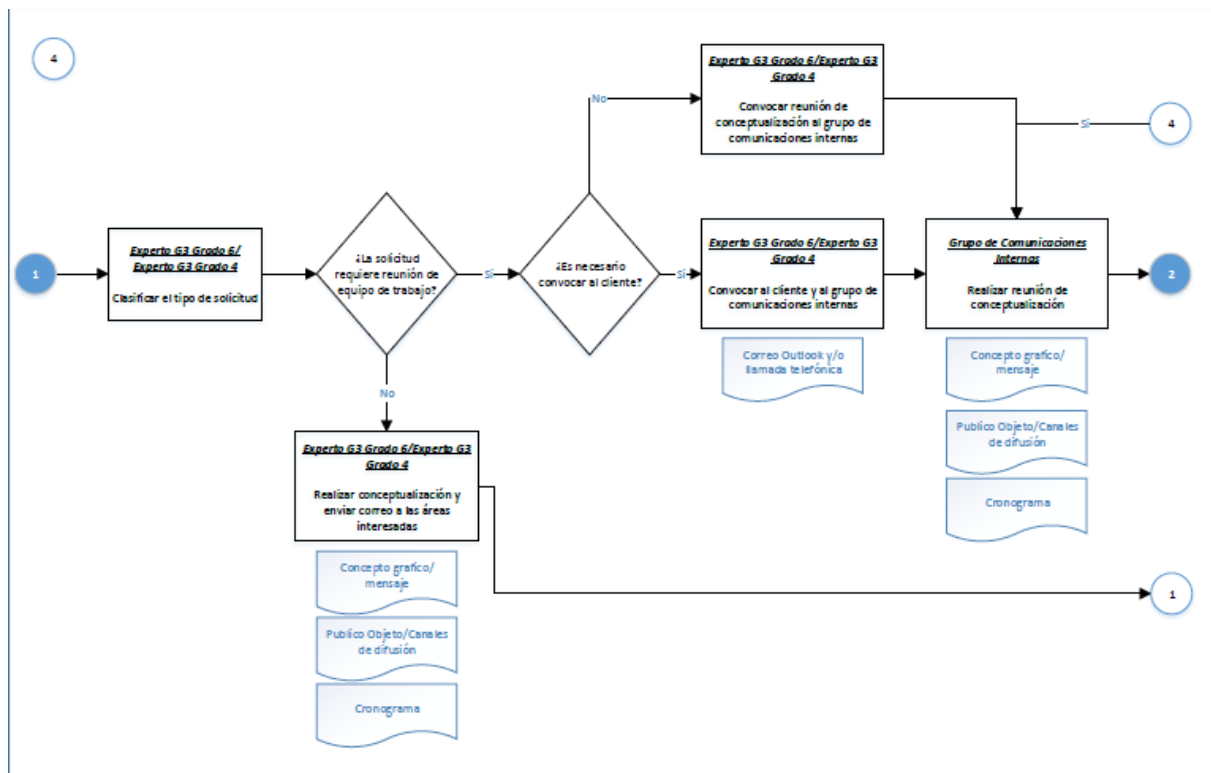 4
Experto G3 Grado 6/Experto G3
Grado 4
Convocar reunión de
conceptualización al grupo de
comunicaciones internas
No
Sí
4
1
Experto G3 Grado 6/
Experto G3 Grado 4
Clasificar el tipo de solicitud
¿La solicitud
requiere reunión de
equipo de trabajo?
Sí
¿Es necesario
convocar al cliente?
Sí
Experto G3 Grado 6/Experto G3
Grado 4
Convocar al cliente y al grupo de
comunicaciones internas
Grupo de Comunicaciones
Internas
Realizar reunión de
conceptualización
2
Correo Outlook y/o
llamada telefónica
Concepto grafico/
mensaje
Publico Objeto/Canales
de difusión
Cronograma
No
Experto G3 Grado 6/Experto G3
Grado 4
Realizar conceptualización y
enviar correo a las áreas
interesadas
Concepto grafico/
mensaje
Publico Objeto/Canales
de difusión
Cronograma
1